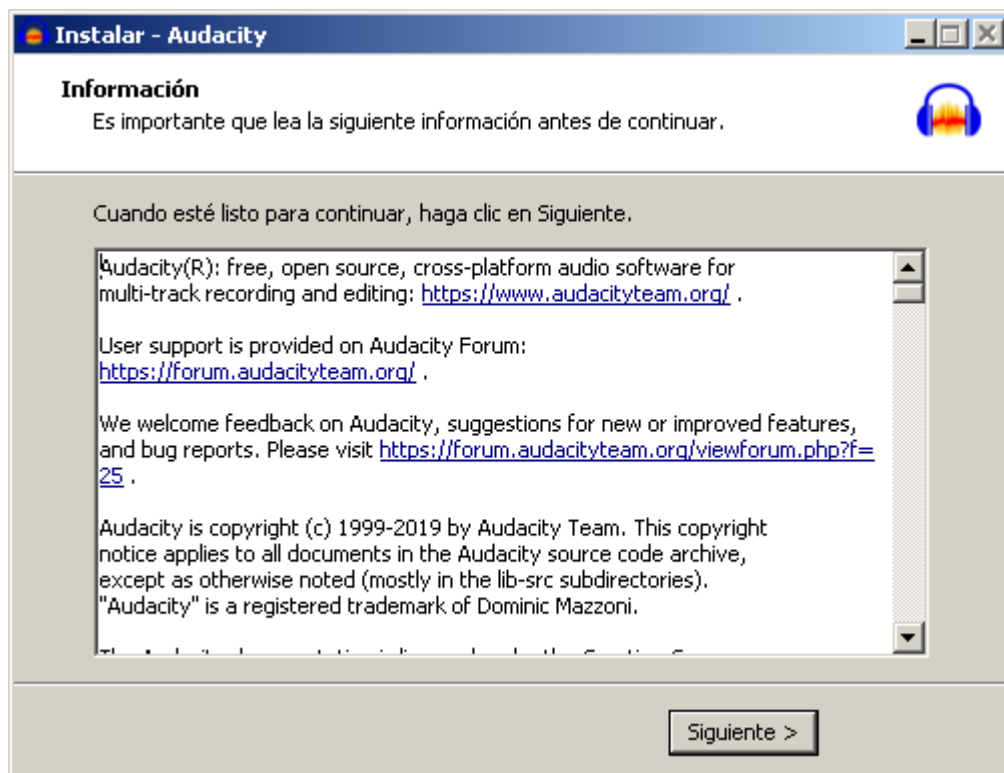 Instalar - Audacity
Información
Es importante que lea la siguiente información antes de continuar.
Cuando esté listo para continuar, haga clic en Siguiente.
Audacity(R): free, open source, cross-platform audio software for
multi-track recording and editing: https://www.audacityteam.org/ .
User support is provided on Audacity Forum:
https://forum.audacityteam.org/ .
We welcome feedback on Audacity, suggestions for new or improved features,
and bug reports. Please visit https://forum.audacityteam.org/viewforum.php?f=
25 .
Audacity is copyright (c) 1999-2019 by Audacity Team. This copyright
notice applies to all documents in the Audacity source code archive,
except as otherwise noted (mostly in the lib-src subdirectories).
"Audacity" is a registered trademark of Dominic Mazzoni.
Siguiente >